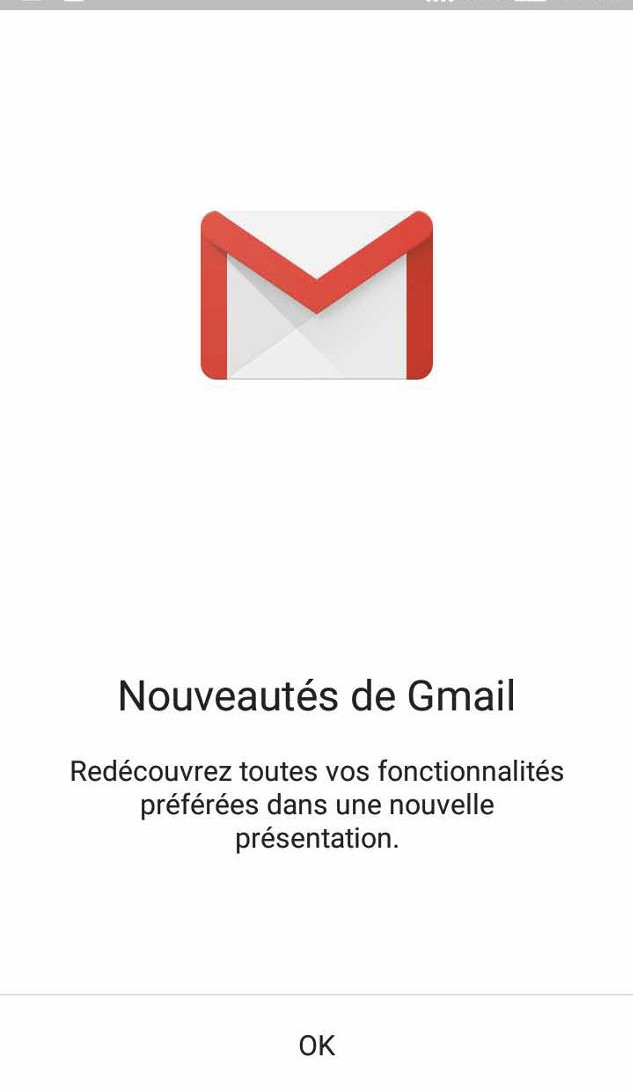 Nouveautés de Gmail
Redécouvrez toutes vos fonctionnalités
préférées dans une nouvelle
présentation.
OK